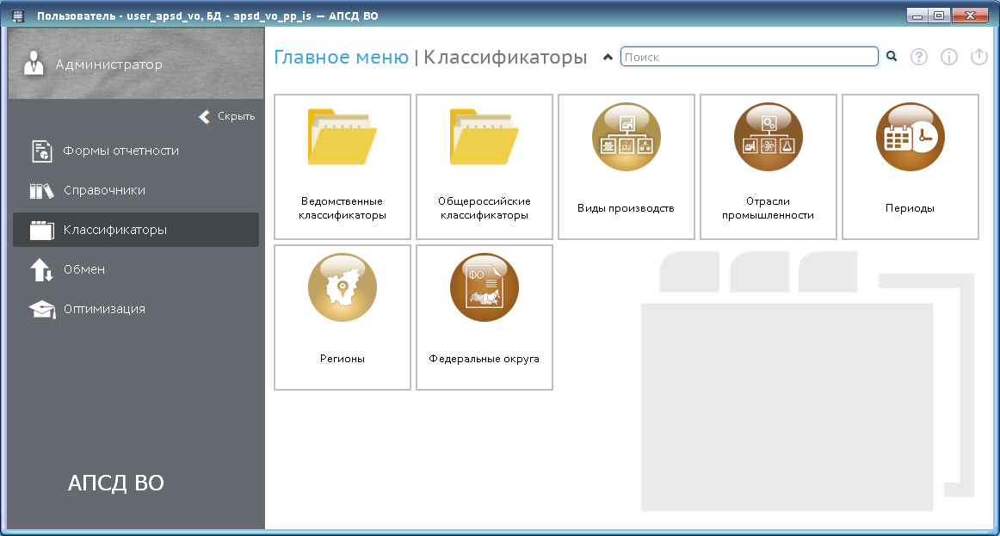 Пользователь - user_apsd_vo, БД - apsd_vo_pp_is — АПСД ВО
Администратор
Скрыть
Формы отчетности
Справочники
Классификаторы
Обмен
Оптимизация
АПСД ВО
Главное меню | Классификаторы
Поиск
Ведомственные
классификаторы
Общероссийские
классификаторы
Виды производств
Отрасли
промышленности
Периоды
Регионы
ФО
Федеральные округа